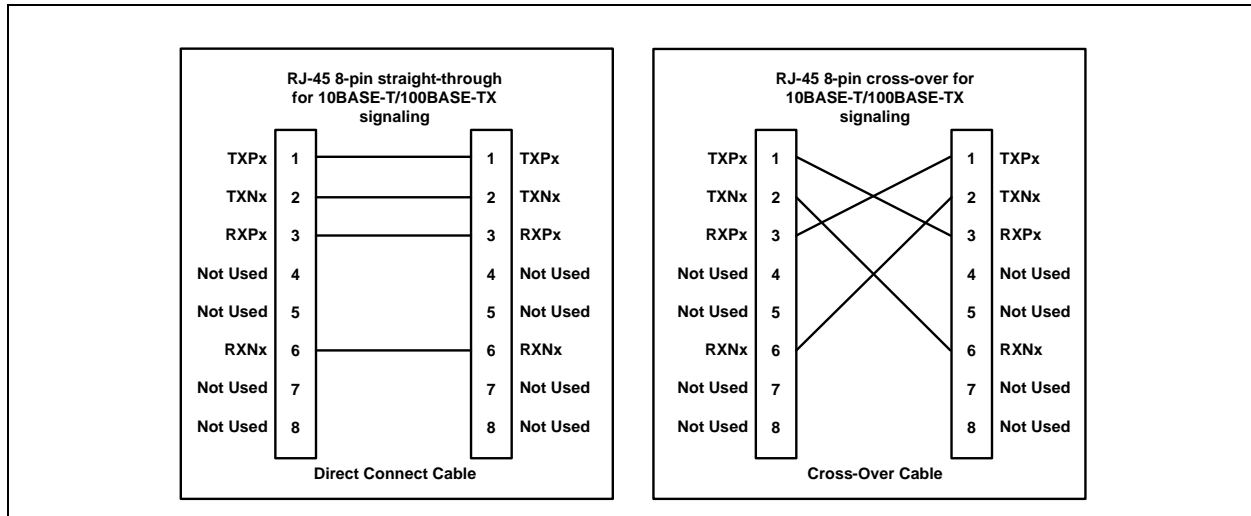 RJ-45 8-pin straight-through
for 10BASE-T/100BASE-TX
signaling
TXPx 1 1 TXPx
TXNx 2 2 TXNx
RXPx 3 3 RXPx
Not Used 4 4 Not Used
Not Used 5 5 Not Used
RXNx 6 6 RXNx
Not Used 7 7 Not Used
Not Used 8 8 Not Used
Direct Connect Cable
RJ-45 8-pin cross-over for
10BASE-T/100BASE-TX
signaling
TXPx 1 1 TXPx
TXNx 2 2 TXNx
RXPx 3 3 RXPx
Not Used 4 4 Not Used
Not Used 5 5 Not Used
RXNx 6 6 RXNx
Not Used 7 7 Not Used
Not Used 8 8 Not Used
Cross-Over Cable